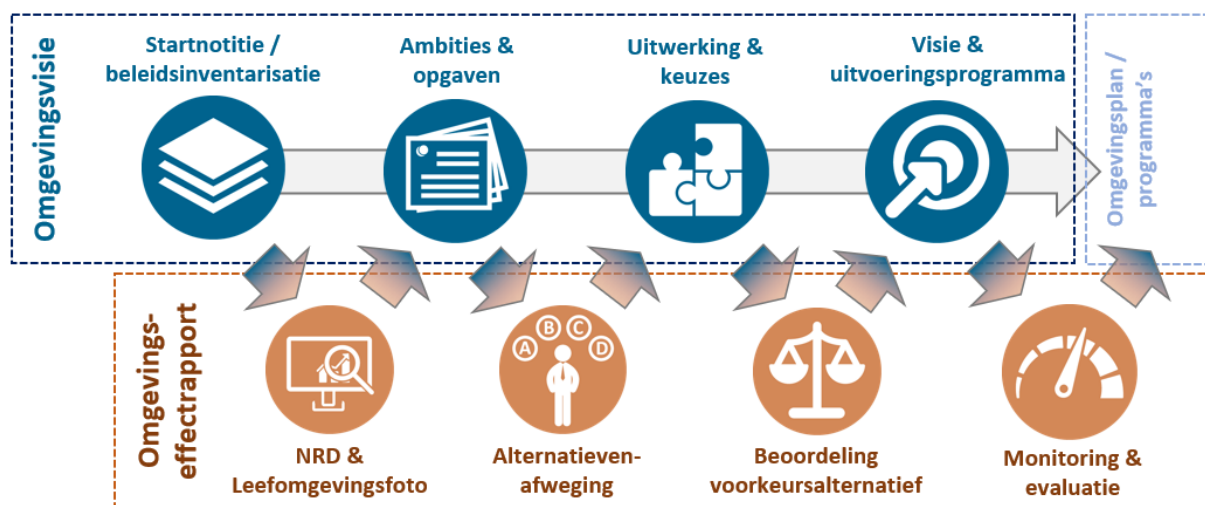 Omgevingsvisie
Startnotitie /
beleidsinventarisatie
Ambities &
opgaven
Uitwerking &
keuzes
Visie &
uitvoeringsprogramma
Omgevingsplan /
programma's
Omgevings-
effectrapport
A
B
C
D
NRD &
Leefomgevingsfoto
Alternatieven-
afweging
Beoordeling
voorkeursalternatief
Monitoring &
evaluatie